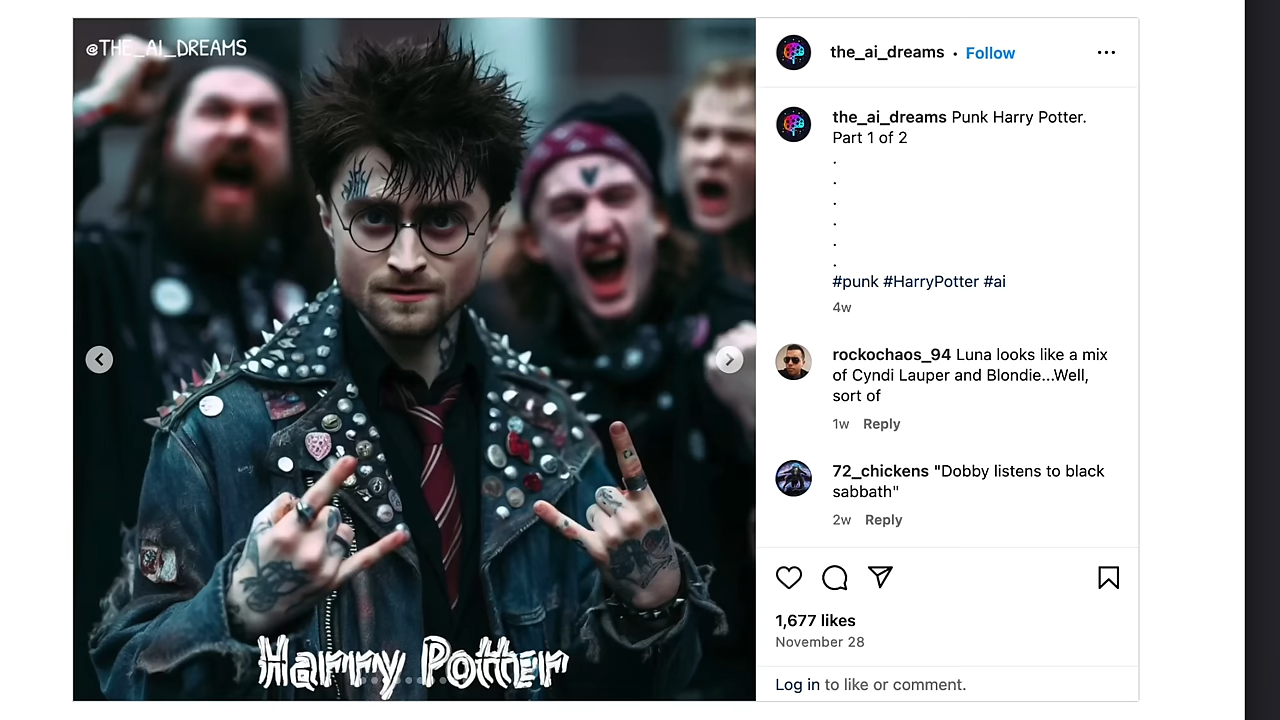 @THE_AI_DREAMS
Harry Potter
the_ai_dreams • Follow
the_ai_dreams Punk Harry Potter.
Part 1 of 2
.
.
.
.
.
.
#punk #HarryPotter #ai
4w
rockochaos_94 Luna looks like a mix
of Cyndi Lauper and Blondie...Well,
sort of
1w Reply
72_chickens "Dobby listens to black
sabbath"
2w Reply
1,677 likes
November 28
Log in to like or comment.